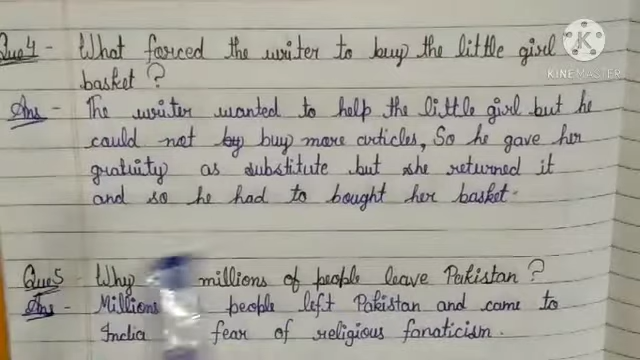 Que4- What forced the writer to buy the little girl
basket?
Ans - The writer wanted to help the little girl but he
could not by buy more articles, So he gave her
gratuity as substitute but she returned it
and so he had to bought her basket.
Que5 - Why millions of people leave Pakistan?
Ans - Millions people left Pakistan and came to
India fear of religious fanaticism.
KINEMASTER